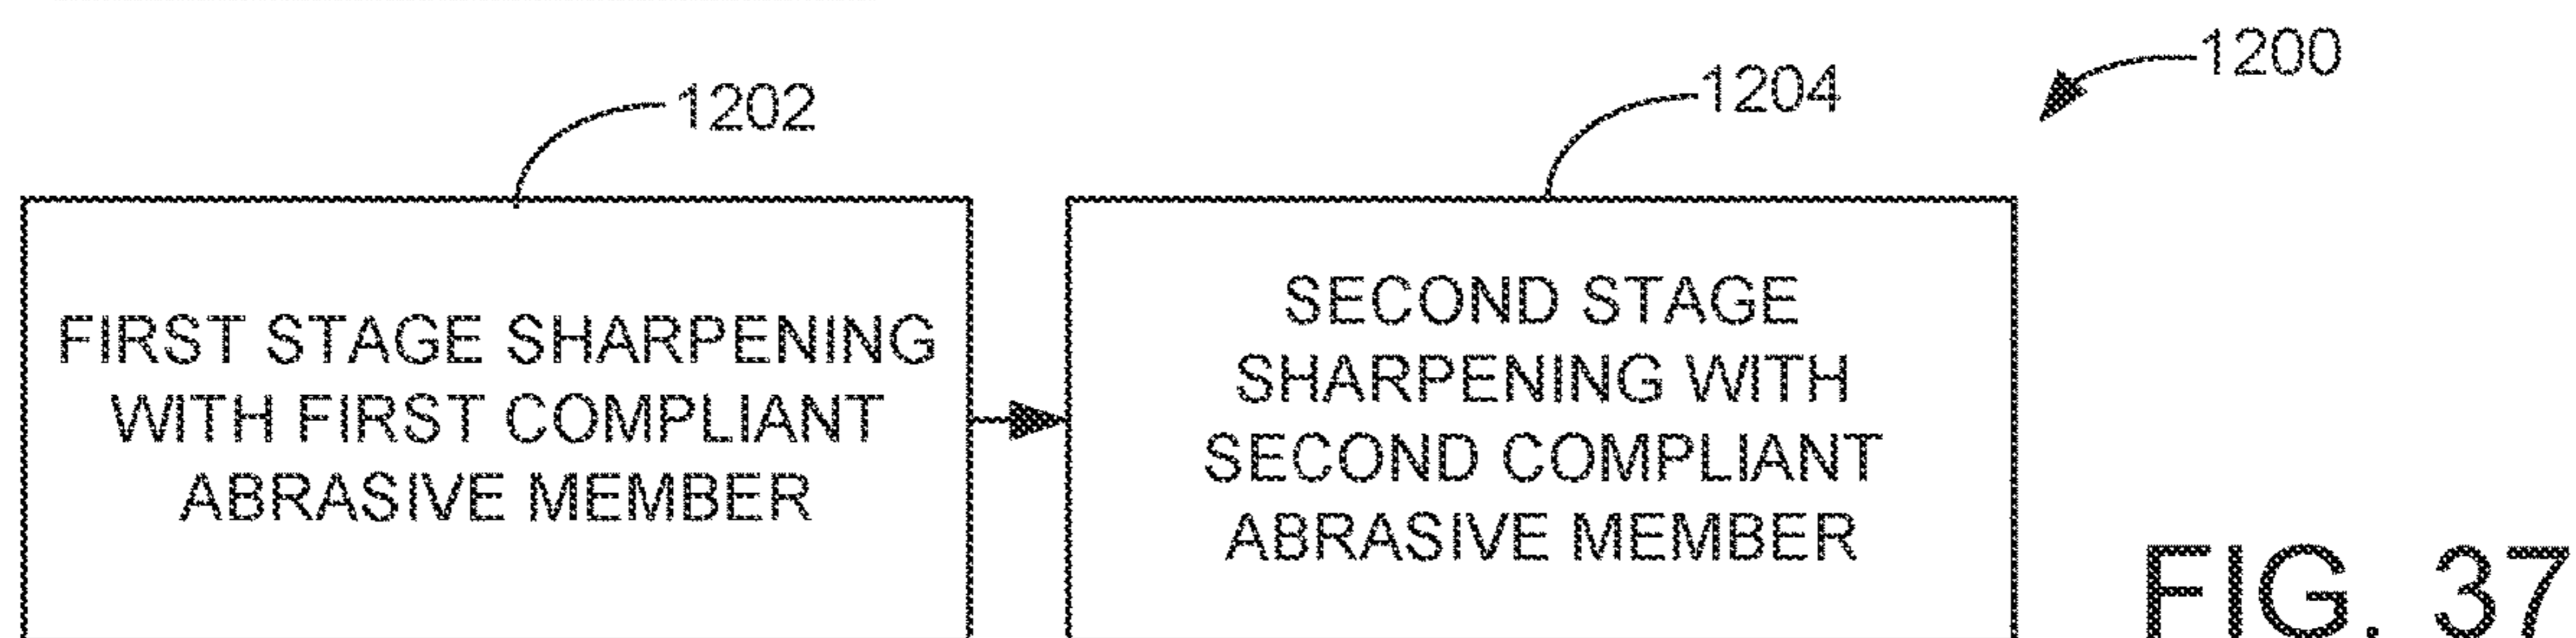 1200
1202
1204
FIRST STAGE SHARPENING
WITH FIRST COMPLIANT
ABRASIVE MEMBER
SECOND STAGE
SHARPENING WITH
SECOND COMPLIANT
ABRASIVE MEMBER
FIG. 37